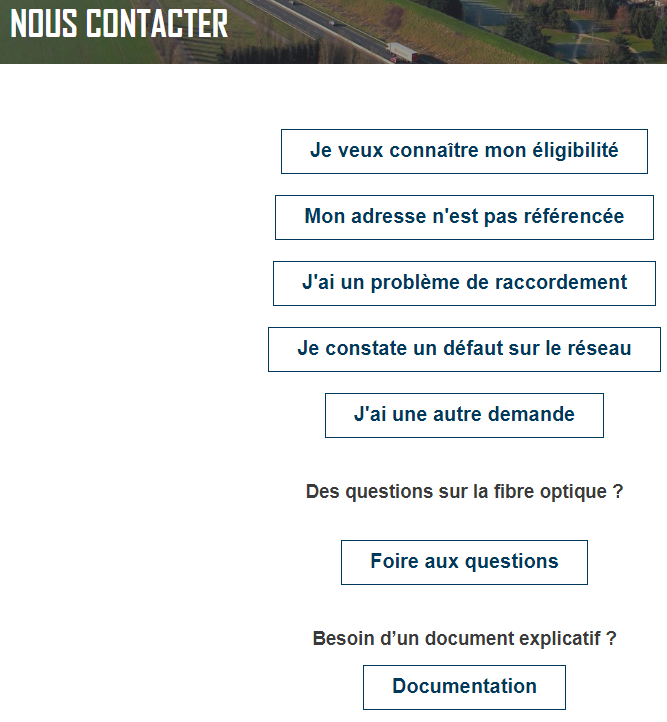 NOUS CONTACTER
Je veux connaître mon éligibilité
Mon adresse n'est pas référencée
J'ai un problème de raccordement
Je constate un défaut sur le réseau
J'ai une autre demande
Des questions sur la fibre optique ?
Foire aux questions
Besoin d’un document explicatif ?
Documentation